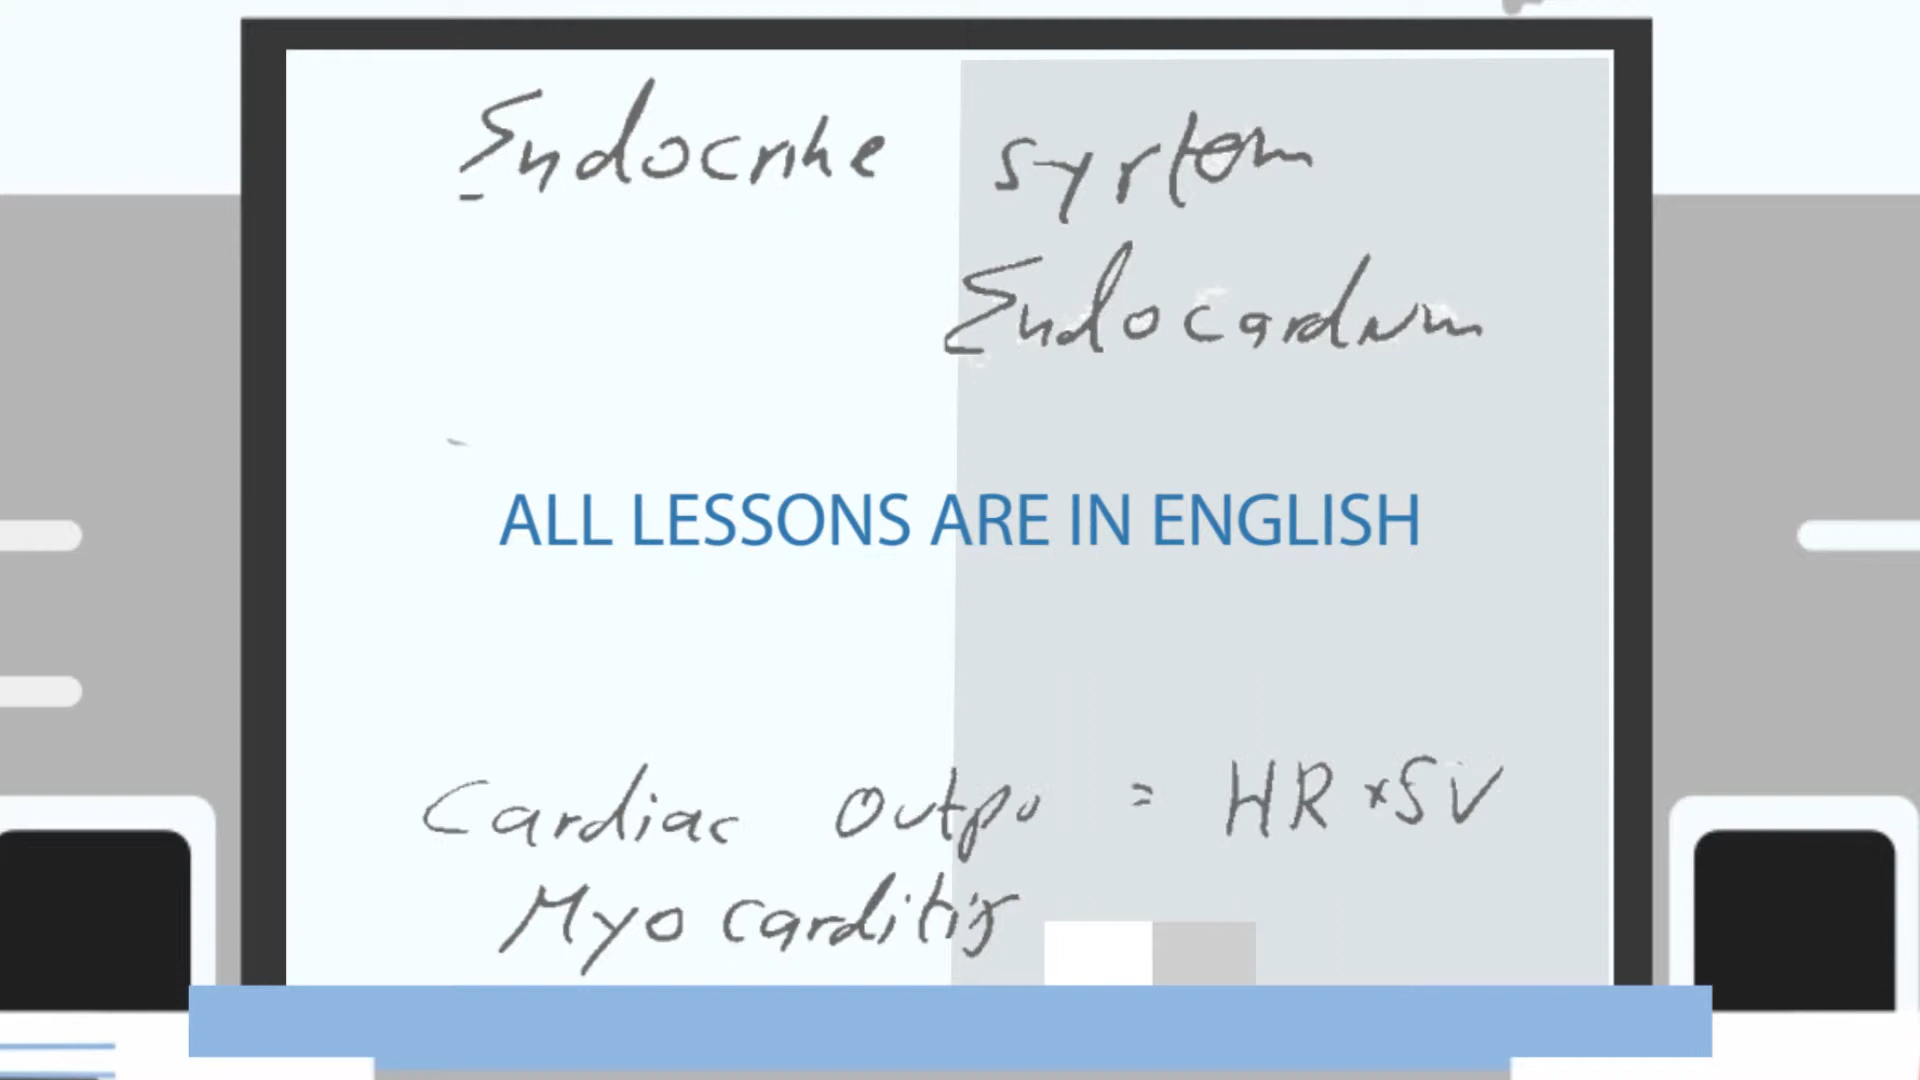 Endocrine system
Endocardium
ALL LESSONS ARE IN ENGLISH
Cardiac Outpu = HR × SV
Myocarditis